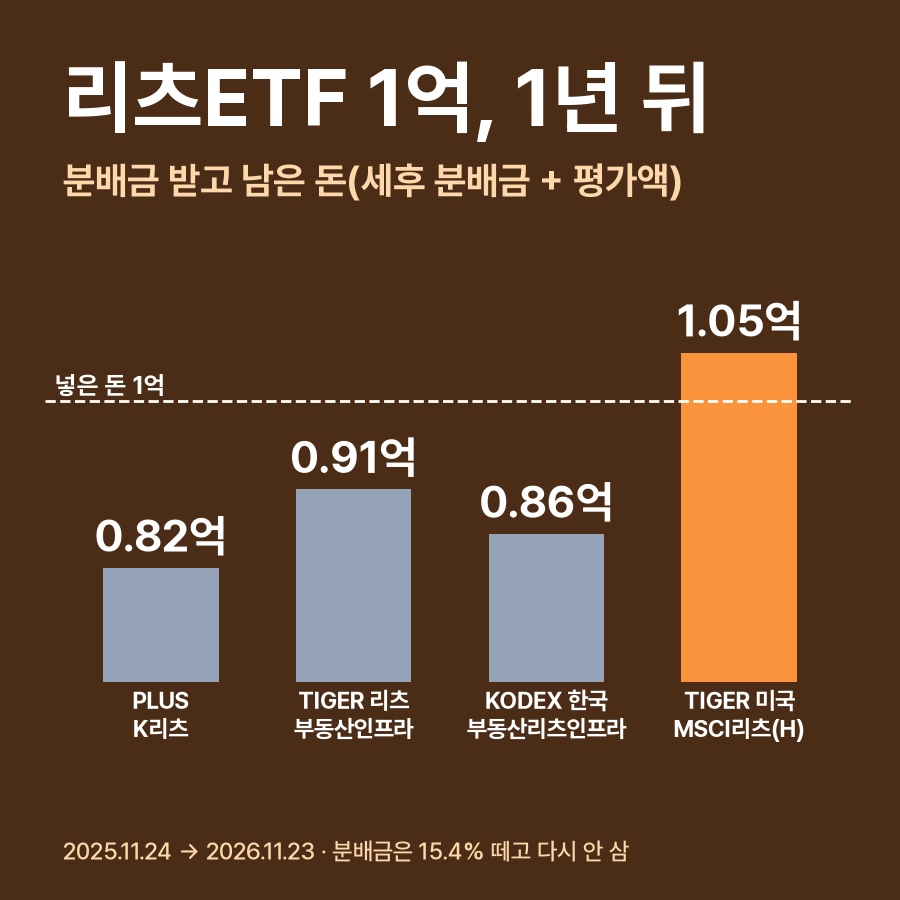 리츠ETF 1억, 1년 뒤
분배금 받고 남은 돈(세후 분배금 + 평가액)
1.05억
넣은 돈 1억
0.91억
0.86억
0.82억
PLUS
K리츠
TIGER 리츠
부동산인프라
KODEX 한국
부동산리츠인프라
TIGER 미국
MSCI리츠(H)
2025.11.24 → 2026.11.23 · 분배금은 15.4% 떼고 다시 안 삼